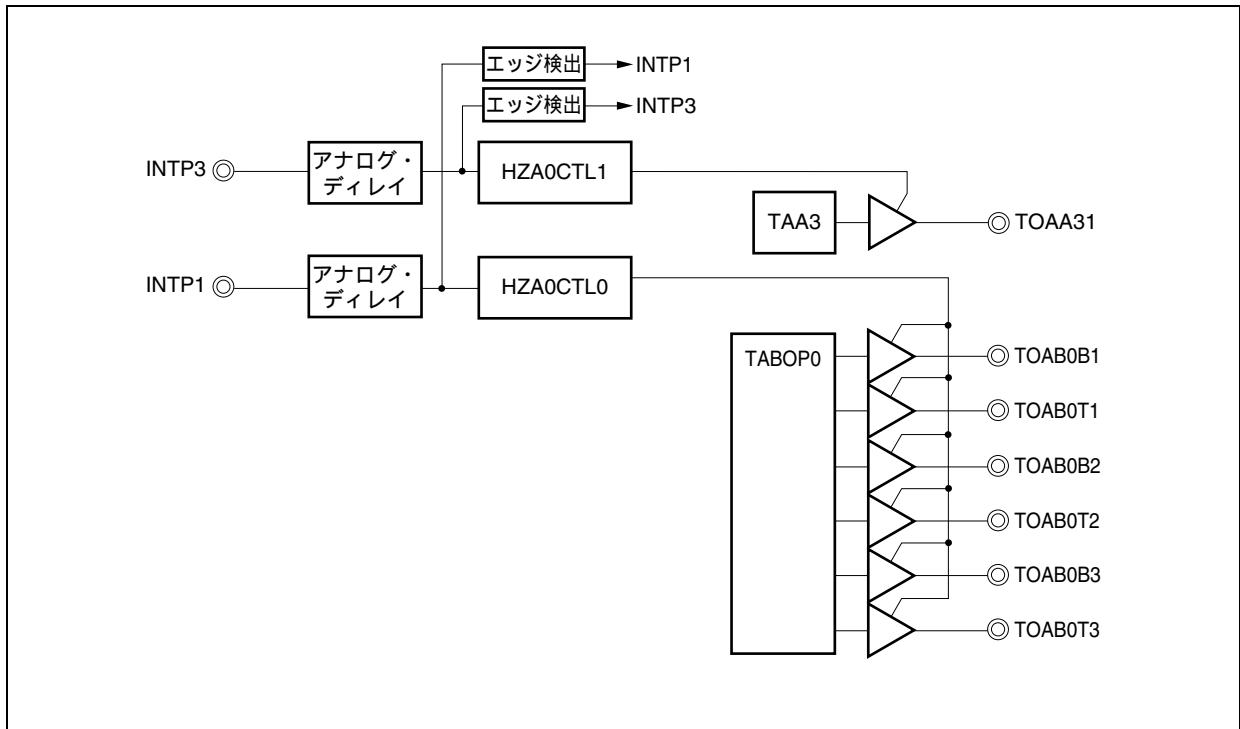 エッジ検出
INTP1
エッジ検出
INTP3
INTP3
アナログ・
ディレイ
HZA0CTL1
TAA3
TOAA31
INTP1
アナログ・
ディレイ
HZA0CTL0
TABOP0
TOAB0B1
TOAB0T1
TOAB0B2
TOAB0T2
TOAB0B3
TOAB0T3